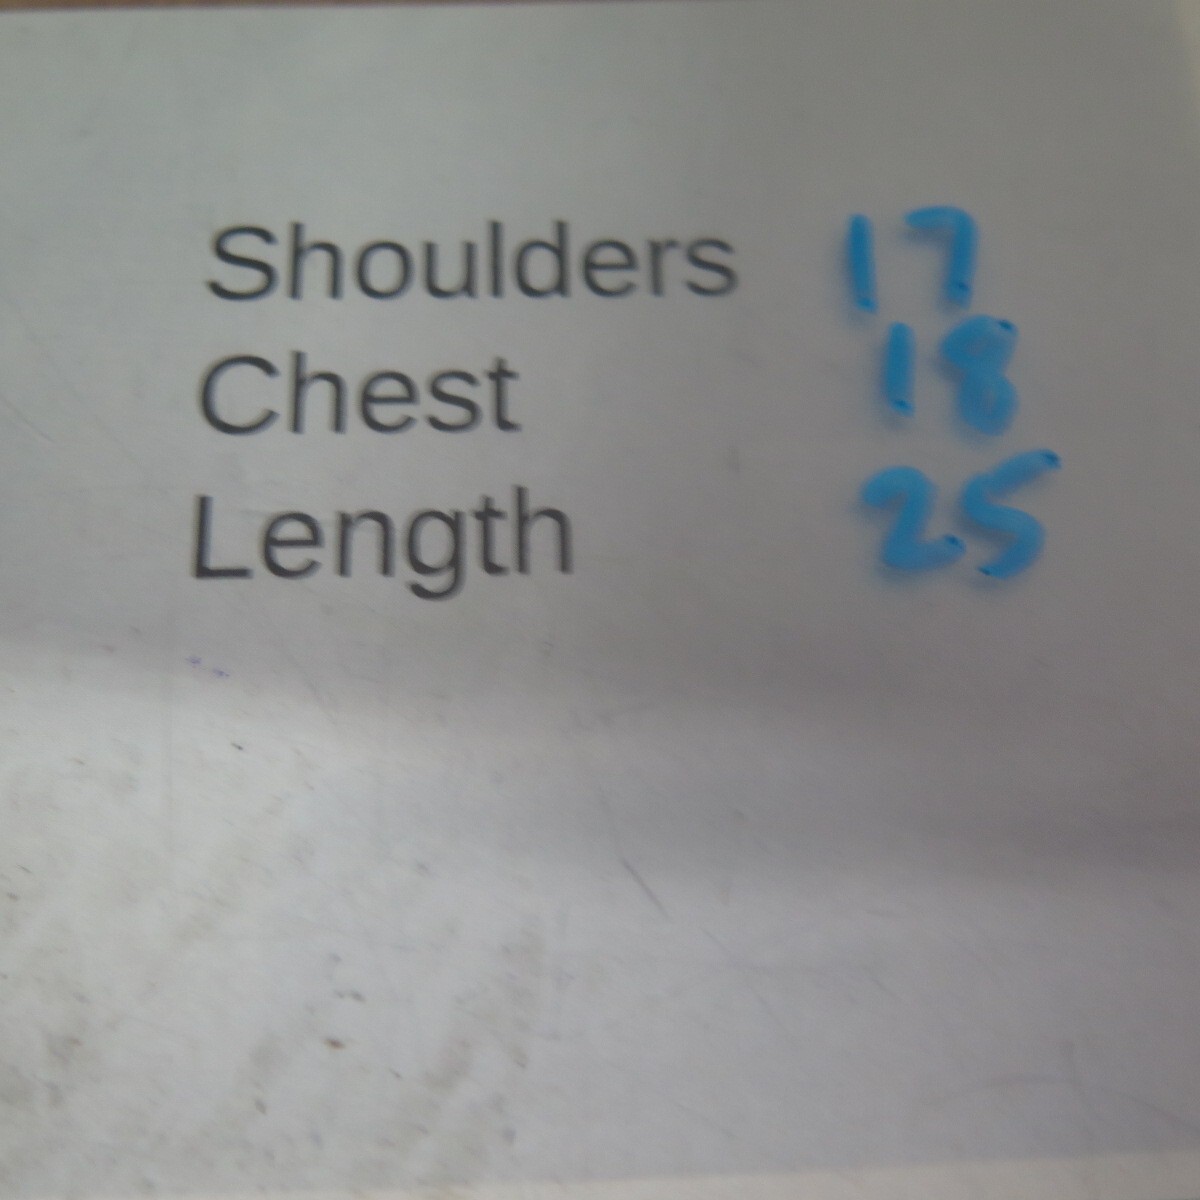 Shoulders 17
Chest 18
Length 25